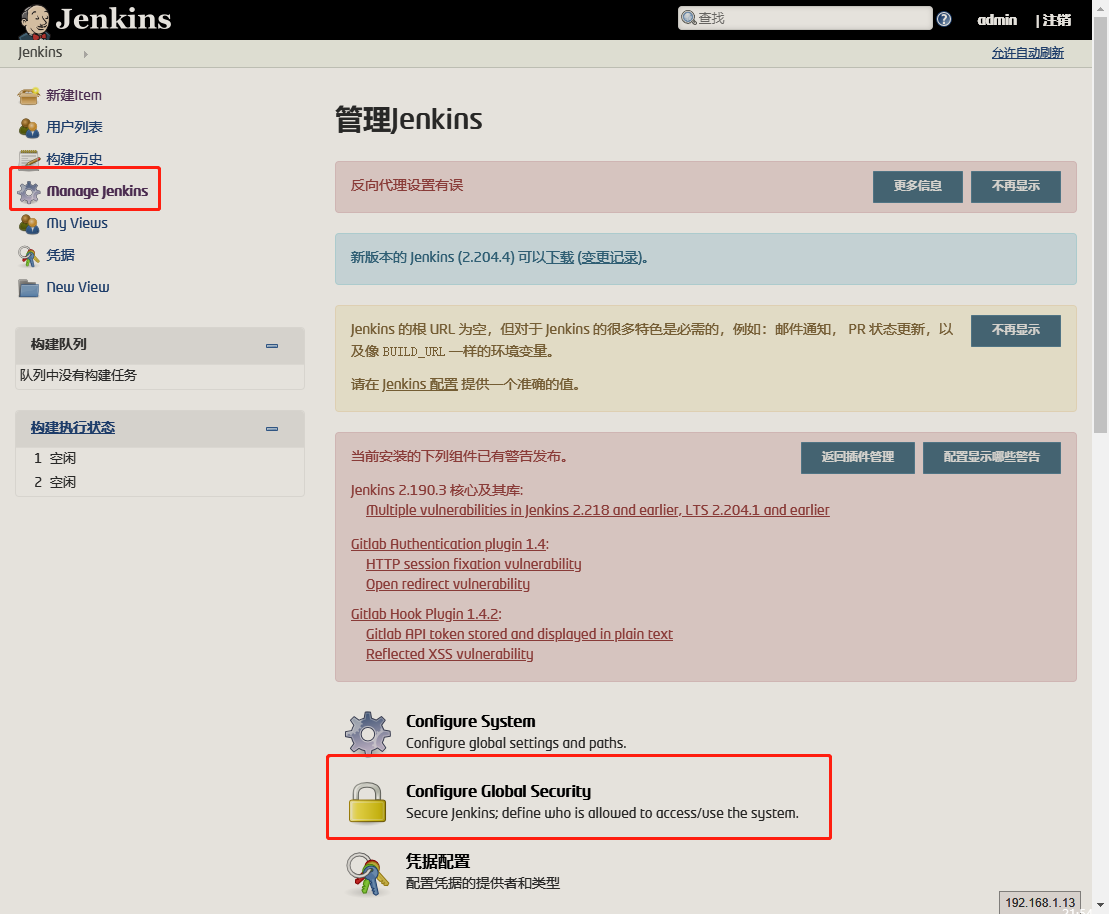 Jenkins
查找
admin
| 注销
Jenkins
允许自动刷新
新建Item
用户列表
构建历史
Manage Jenkins
My Views
凭据
New View
构建队列
队列中没有构建任务
构建执行状态
1 空闲
2 空闲
管理Jenkins
反向代理设置有误
更多信息
不再显示
新版本的 Jenkins (2.204.4) 可以下载 (变更记录)。
Jenkins 的根 URL 为空，但对于 Jenkins 的很多特色是必需的，例如：邮件通知， PR 状态更新，以
及像 BUILD_URL 一样的环境变量。
请在 Jenkins 配置 提供一个准确的值。
不再显示
当前安装的下列组件已有警告发布。
返回插件管理
配置显示哪些警告
Jenkins 2.190.3 核心及其库:
Multiple vulnerabilities in Jenkins 2.218 and earlier, LTS 2.204.1 and earlier
Gitlab Authentication plugin 1.4:
HTTP session fixation vulnerability
Open redirect vulnerability
Gitlab Hook Plugin 1.4.2:
Gitlab API token stored and displayed in plain text
Reflected XSS vulnerability
Configure System
Configure global settings and paths.
Configure Global Security
Secure Jenkins; define who is allowed to access/use the system.
凭据配置
配置凭据的提供者和类型
192.168.1.13